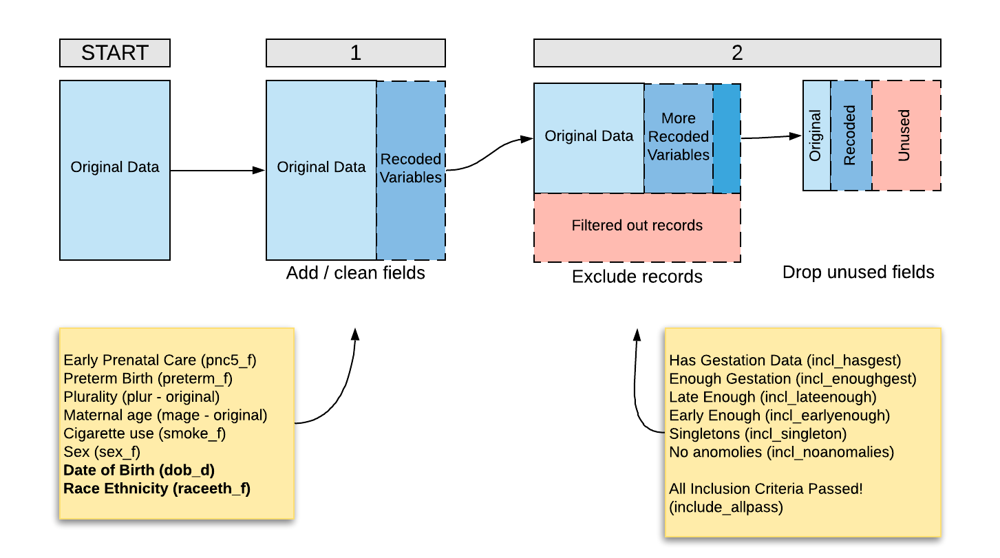 START
1
2
Original Data
Original Data
Recoded
Variables
Original Data
More
Recoded
Variables
Filtered out records
Original
Recoded
Unused
Add / clean fields
Exclude records
Drop unused fields
Early Prenatal Care (pnc5_f)
Preterm Birth (preterm_f)
Plurality (plur - original)
Maternal age (mage - original)
Cigarette use (smoke_f)
Sex (sex_f)
Date of Birth (dob_d)
Race Ethnicity (raceeth_f)
Has Gestation Data (incl_hasgest)
Enough Gestation (incl_enoughgest)
Late Enough (incl_lateenough)
Early Enough (incl_earlyenough)
Singletons (incl_singleton)
No anomolies (incl_noanomalies)
All Inclusion Criteria Passed!
(include_allpass)